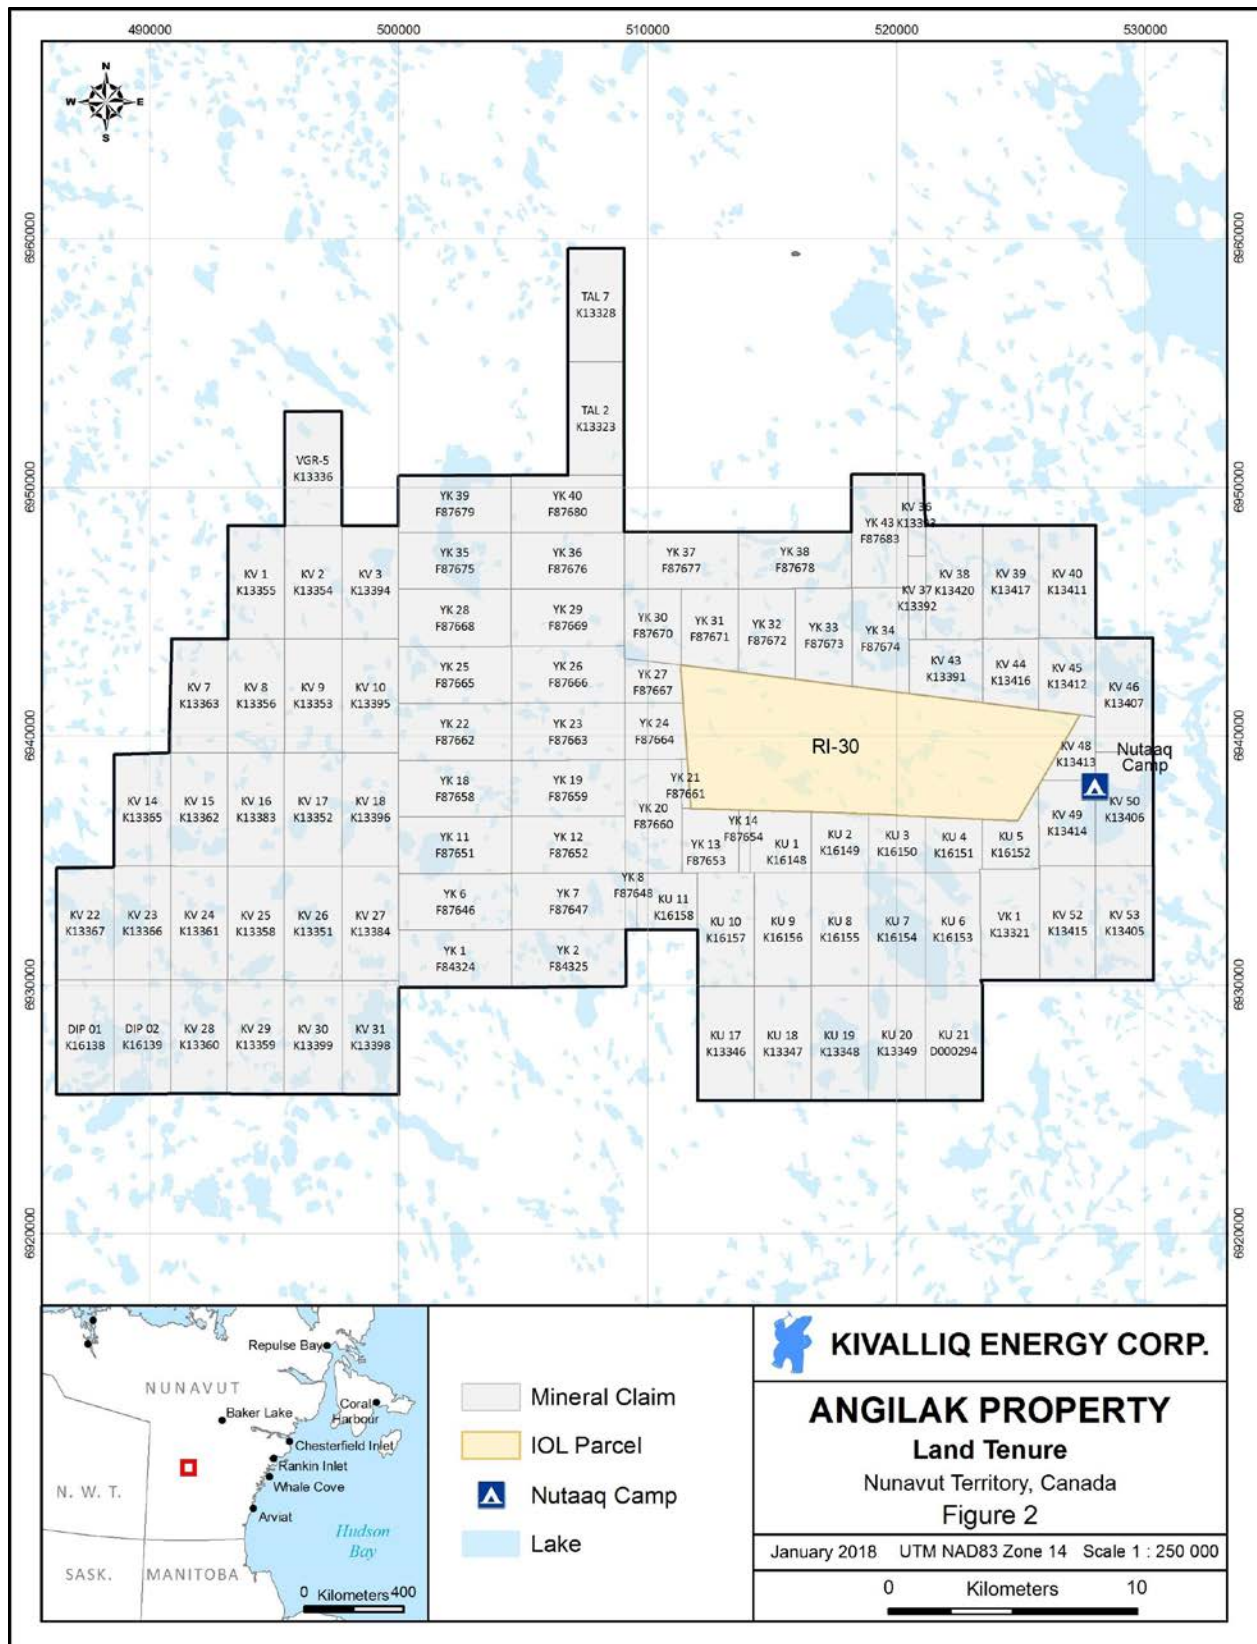 490000
500000
510000
520000
530000
N
W
E
S
6960000
6960000
TAL 7
K13328
TAL 2
K13323
VGR-5
K13336
6950000
6950000
YK 39
F87679
YK 40
F87680
YK 43
F87683
KV 36
YK 35
F87675
YK 36
F87676
YK 37
F87677
YK 38
F87678
KV 1
K13355
KV 2
K13354
KV 3
K13394
KV 37
K13392
KV 38
K13420
KV 39
K13417
KV 40
K13411
YK 28
F87668
YK 29
F87669
YK 30
F87670
YK 31
F87671
YK 32
F87672
YK 33
F87673
YK 34
F87674
KV 7
K13363
KV 8
K13356
KV 9
K13353
KV 10
K13395
YK 25
F87665
YK 26
F87666
YK 27
F87667
KV 43
K13391
KV 44
K13416
KV 45
K13412
KV 46
K13407
6940000
6940000
YK 22
F87662
YK 23
F87663
YK 24
F87664
RI-30
KV 48
K13413
Nutaaq
Camp
KV 14
K13365
KV 15
K13362
KV 16
K13383
KV 17
K13352
KV 18
K13396
YK 18
F87658
YK 19
F87659
YK 21
F87661
YK 20
F87660
KV 49
K13414
KV 50
K13406
YK 11
F87651
YK 12
F87652
YK 13
F87653
YK 14
F87654
KU 1
K16148
KU 2
K16149
KU 3
K16150
KU 4
K16151
KU 5
K16152
KV 22
K13367
KV 23
K13366
KV 24
K13361
KV 25
K13358
KV 26
K13351
KV 27
K13384
YK 6
F87646
YK 7
F87647
YK 8
F87648
KU 11
K16158
KU 10
K16157
KU 9
K16156
KU 8
K16155
KU 7
K16154
KU 6
K16153
VK 1
K13321
KV 52
K13415
KV 53
K13405
YK 1
F84324
YK 2
F84325
6930000
6930000
DIP 01
K16138
DIP 02
K16139
KV 28
K13360
KV 29
K13359
KV 30
K13399
KV 31
K13398
KU 17
K13346
KU 18
K13347
KU 19
K13348
KU 20
K13349
KU 21
D000294
6920000
6920000
Repulse Bay
NUNAVUT
Coral
Harbour
Baker Lake
Chesterfield Inlet
Rankin Inlet
Whale Cove
N. W. T.
Arviat
Hudson
Bay
SASK.
MANITOBA
0 Kilometers 400
Mineral Claim
IOL Parcel
Nutaaq Camp
Lake
KIVALLIQ ENERGY CORP.
ANGILAK PROPERTY
Land Tenure
Nunavut Territory, Canada
Figure 2
January 2018 UTM NAD83 Zone 14 Scale 1 : 250 000
0 Kilometers 10